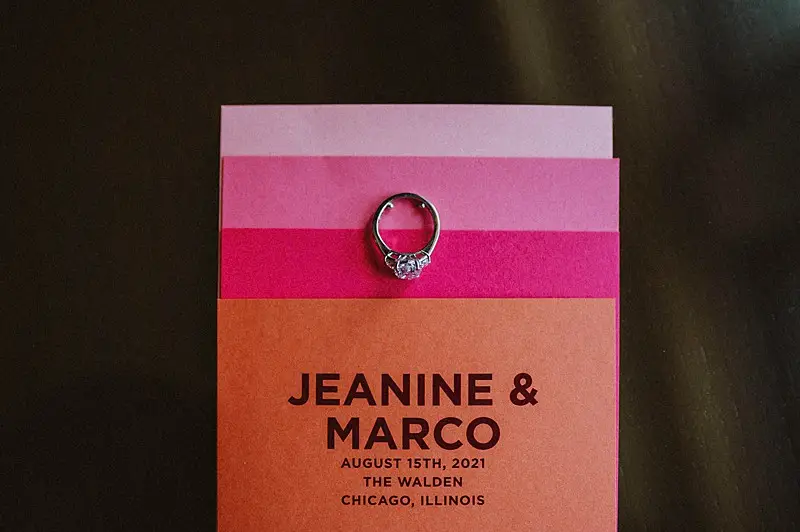 JEANINE &
MARCO
AUGUST 15TH, 2021
THE WALDEN
CHICAGO, ILLINOIS